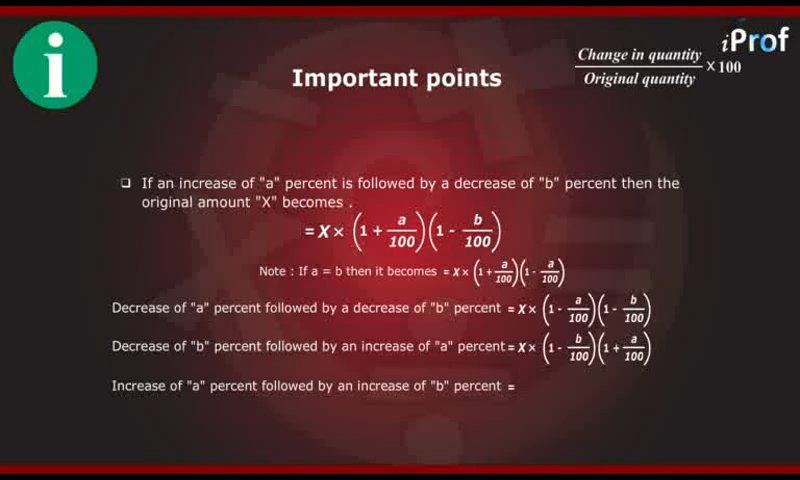 i
iProf
Important points
Change in quantity / Original quantity × 100
❑ If an increase of "a" percent is followed by a decrease of "b" percent then the
original amount "X" becomes .
= X × (1 + a/100)(1 - b/100)
Note : If a = b then it becomes = X × (1 + a/100)(1 - a/100)
Decrease of "a" percent followed by a decrease of "b" percent = X × (1 - a/100)(1 - b/100)
Decrease of "b" percent followed by an increase of "a" percent = X × (1 - b/100)(1 + a/100)
Increase of "a" percent followed by an increase of "b" percent =